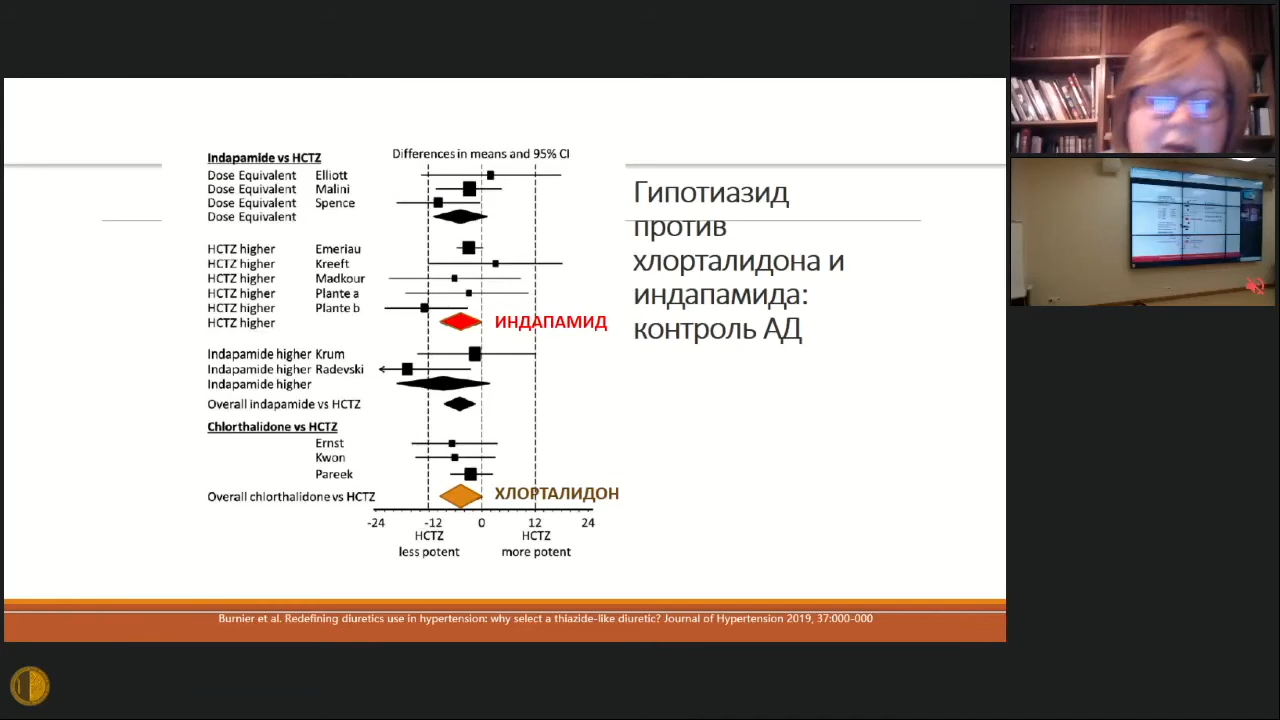 Indapamide vs HCTZ
Differences in means and 95% CI
Dose Equivalent Elliott
Dose Equivalent Malini
Dose Equivalent Spence
Dose Equivalent
HCTZ higher Emeriau
HCTZ higher Kreeft
HCTZ higher Madkour
HCTZ higher Plante a
HCTZ higher Plante b
HCTZ higher
ИНДАПАМИД
Indapamide higher Krum
Indapamide higher Radevski
Indapamide higher
Overall indapamide vs HCTZ
Chlorthalidone vs HCTZ
Ernst
Kwon
Pareek
Overall chlorthalidone vs HCTZ
ХЛОРТАЛИДОН
-24 -12 0 12 24
HCTZ HCTZ
less potent more potent
Гипотиазид
против
хлорталидона и
индапамида:
контроль АД
Burnier et al. Redefining diuretics use in hypertension: why select a thiazide-like diuretic? Journal of Hypertension 2019, 37:000-000